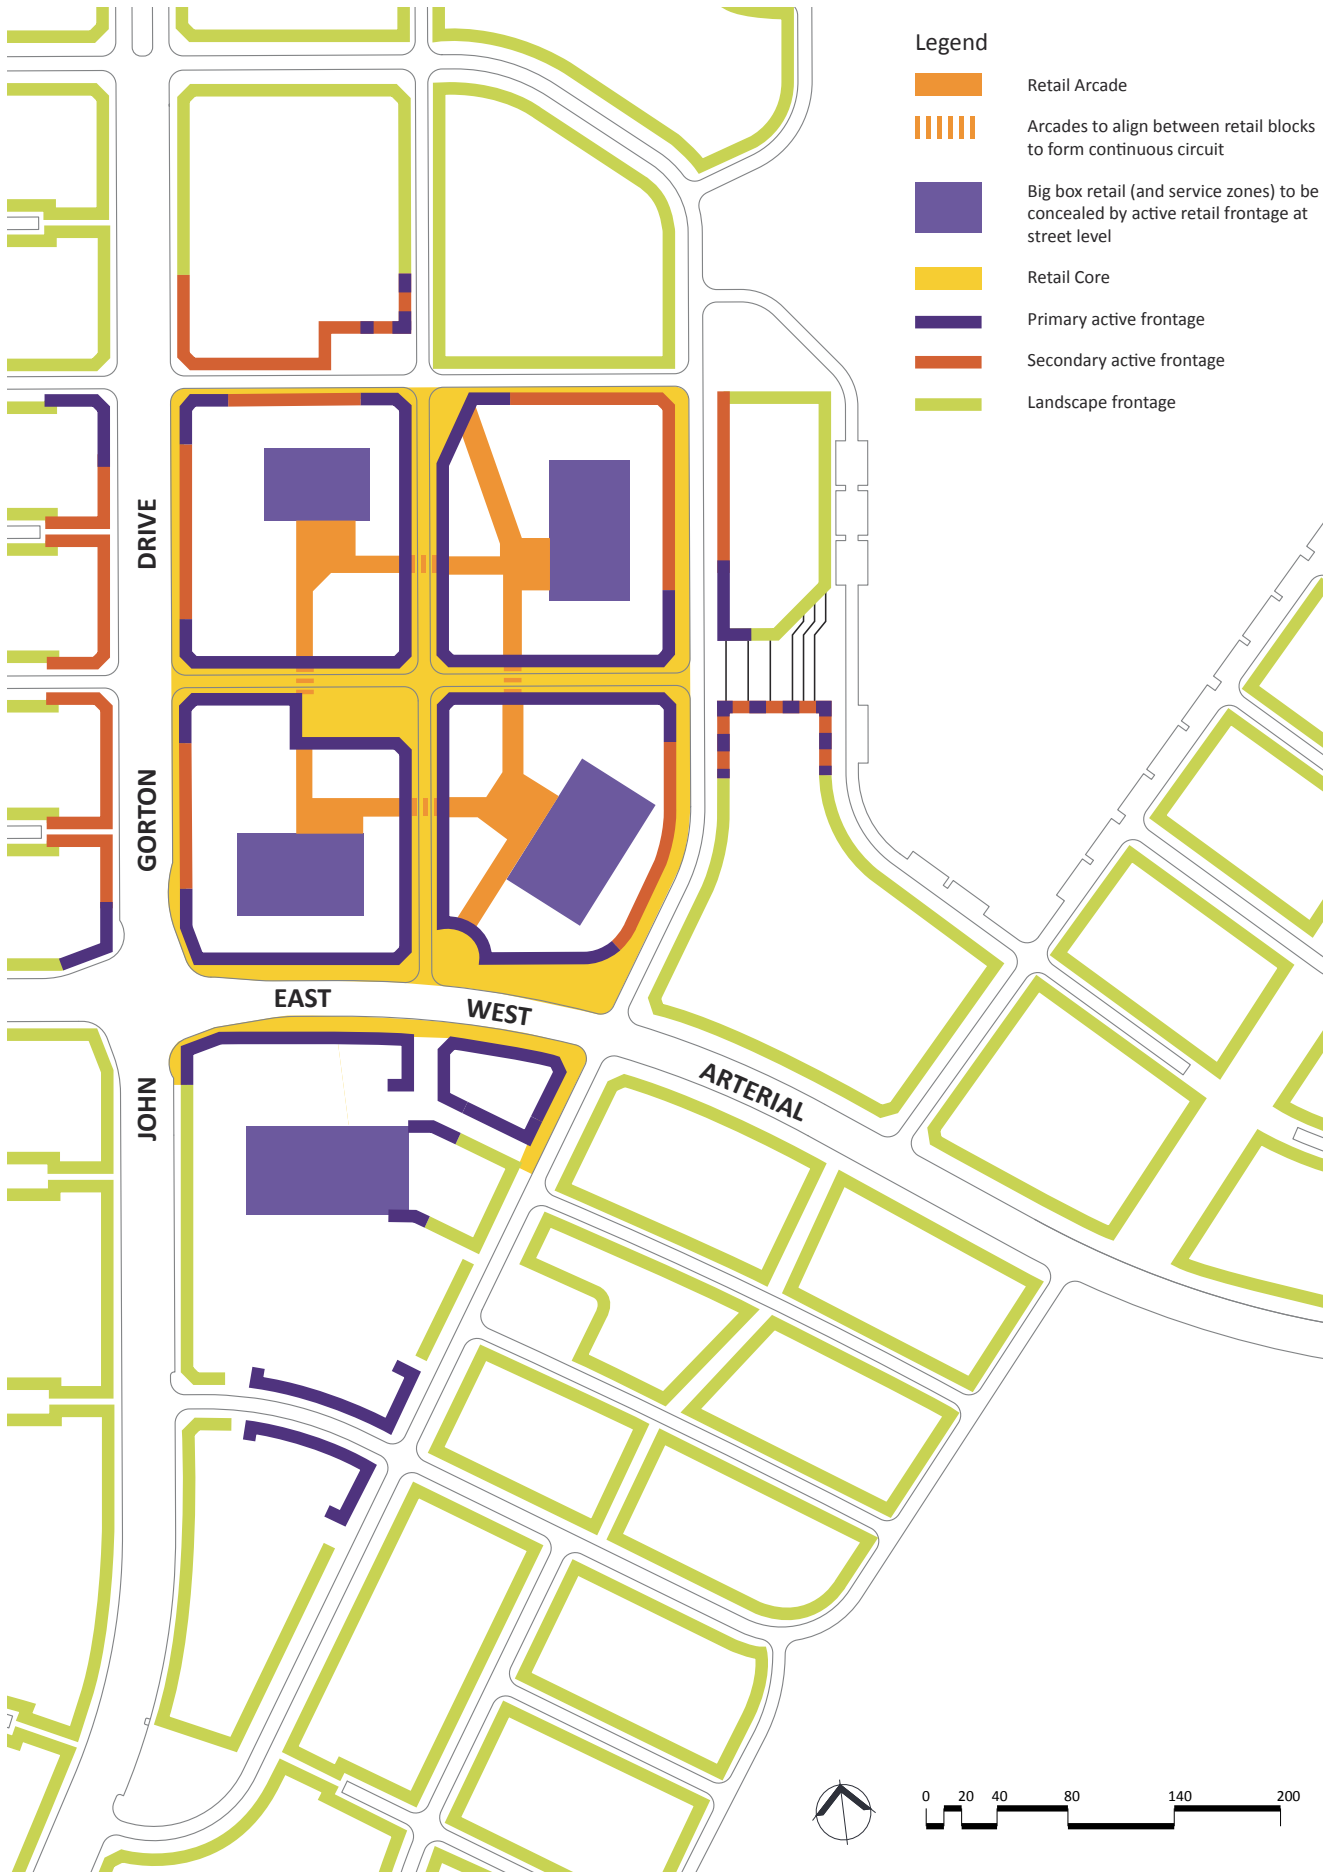 Legend
Retail Arcade
Arcades to align between retail blocks
to form continuous circuit
Big box retail (and service zones) to be
concealed by active retail frontage at
street level
Retail Core
Primary active frontage
Secondary active frontage
Landscape frontage
DRIVE
GORTON
JOHN
EAST
WEST
ARTERIAL
0 20 40 80 140 200